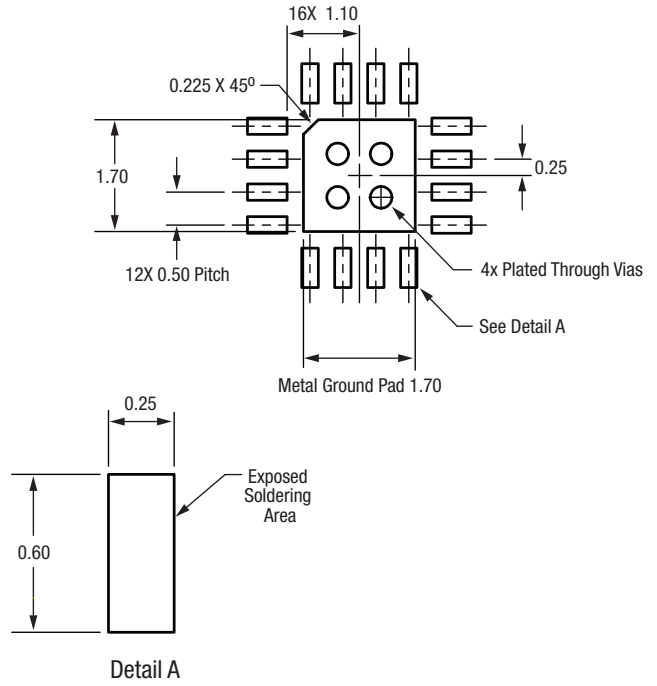 16X 1.10
0.225 X 45º
1.70
0.25
12X 0.50 Pitch
4x Plated Through Vias
See Detail A
Metal Ground Pad 1.70
0.25
Exposed
Soldering
Area
0.60
Detail A